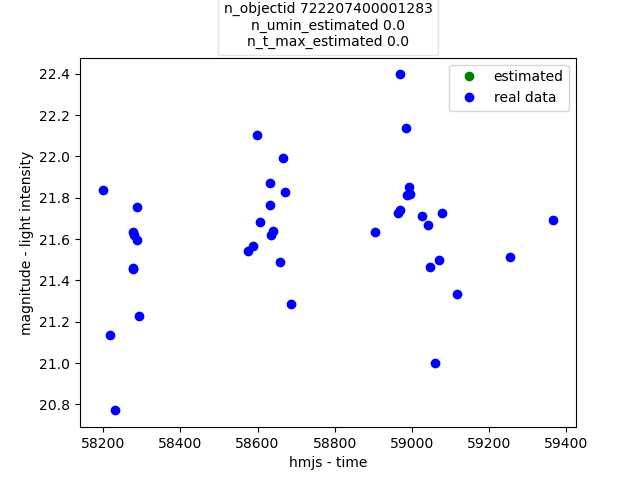 n_objectid 722207400001283
n_umin_estimated 0.0
n_t_max_estimated 0.0
estimated
real data
22.4
22.2
22.0
21.8
21.6
21.4
21.2
21.0
20.8
magnitude - light intensity
58200 58400 58600 58800 59000 59200 59400
hmjs - time